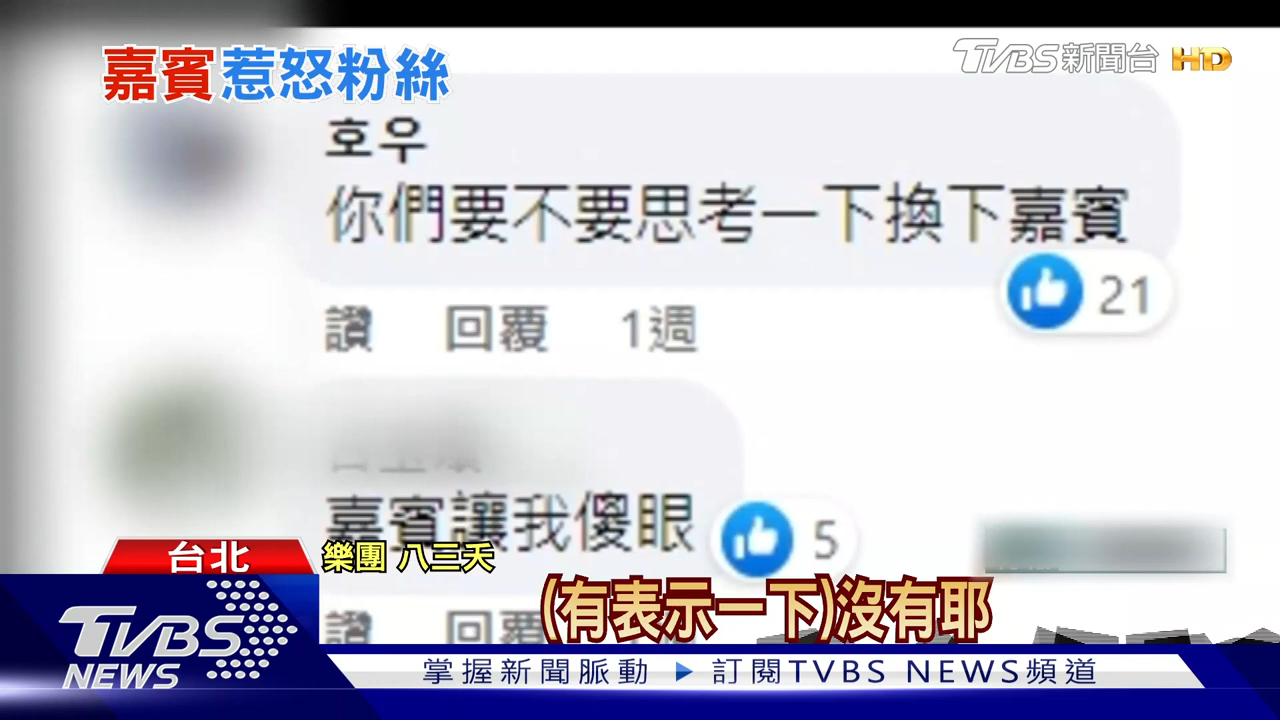 嘉賓惹怒粉絲
TVBS新聞台 HD
호우
你們要不要思考一下換下嘉賓
21
讚 回覆 1週
嘉賓讓我傻眼
5
台北
樂團 八三夭
讚 回覆
(有表示一下)沒有耶
TVBS NEWS
掌握新聞脈動 ▶ 訂閱TVBS NEWS頻道